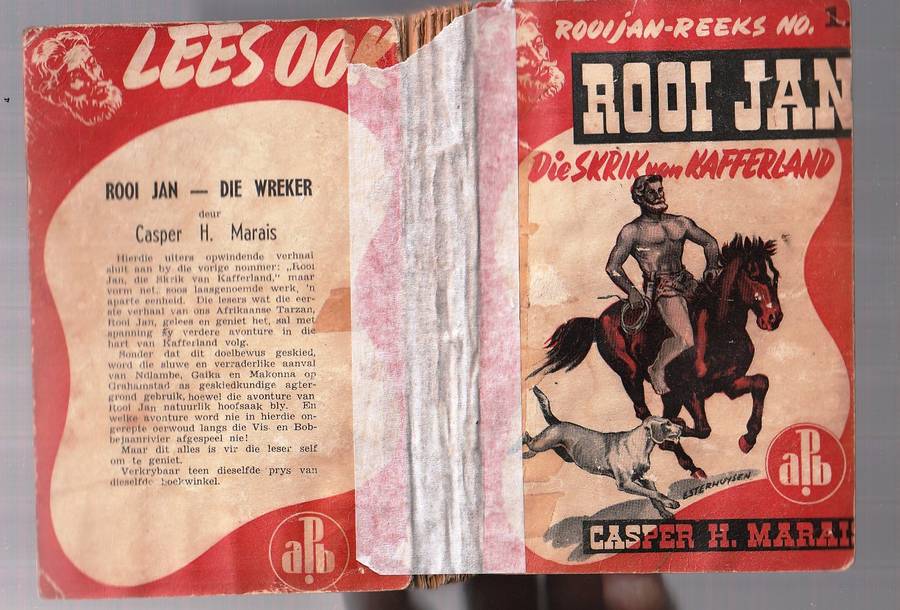 LEES OOK
ROOI JAN — DIE WREKER
deur
Casper H. Marais
Hierdie uiters opwindende verhaal
sluit aan by die vorige nommer: „Rooi
Jan, die Skrik van Kafferland," maar
vorm net, soos laasgenoemde werk, 'n
aparte eenheid. Die lesers wat die eer-
ste verhaal van ons Afrikaanse Tarzan,
Rooi Jan, gelees en geniet het, sal met
spanning sy verdere avonture in die
hart van Kafferland volg.
Sonder dat dit doelbewus geskied,
word die sluwe en verraderlike aanval
van Ndlambe, Gaika en Makonna op
Grahamstad as geskiedkundige agter-
grond gebruik, hoewel die avonture van
Rooi Jan natuurlik hoofsaak bly. En
welke avonture word nie in hierdie on-
gerepte oerwoud langs die Vis- en Bob-
bejaanrivier afgespeel nie!
Maar dit alles is vir die leser self
om te geniet.
Verkrybaar teen dieselfde prys van
dieselfde boekwinkel.
aPb
ROOIJAN-REEKS NO. 1.
ROOI JAN
Die SKRIK van KAFFERLAND
ESTERHUYSEN
aPb
CASPER H. MARAIS